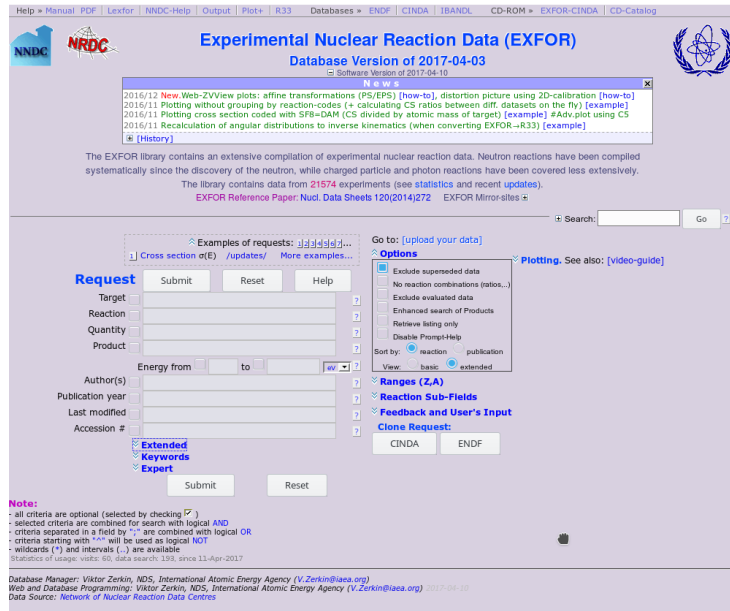 Help » Manual PDF | Lexfor | NNDC-Help | Output | Plot+ | R33 Databases » ENDF | CINDA | IBANDL CD-ROM » EXFOR-CINDA | CD-Catalog
NNDC
NRDC
Experimental Nuclear Reaction Data (EXFOR)
Database Version of 2017-04-03
Software Version of 2017-04-10
News
2016/12 New.Web-ZVView plots: affine transformations (PS/EPS) [how-to], distortion picture using 2D-calibration [how-to]
2016/11 Plotting without grouping by reaction-codes (+ calculating CS ratios between diff. datasets on the fly) [example]
2016/11 Plotting cross section coded with SF8=DAM (CS divided by atomic mass of target) [example] #Adv.plot using C5
2016/11 Recalculation of angular distributions to inverse kinematics (when converting EXFOR→R33) [example]
[History]
The EXFOR library contains an extensive compilation of experimental nuclear reaction data. Neutron reactions have been compiled
systematically since the discovery of the neutron, while charged particle and photon reactions have been covered less extensively.
The library contains data from 21574 experiments (see statistics and recent updates).
EXFOR Reference Paper: Nucl. Data Sheets 120(2014)272 EXFOR Mirror-sites
Search: Go ?
Examples of requests: 1 2 3 4 5 6 7 ...
1 Cross section σ(E) /updates/ More examples...
Request Submit Reset Help
Target ?
Reaction ?
Quantity ?
Product ?
Energy from to eV ?
Author(s) ?
Publication year ?
Last modified ?
Accession # ?
Extended
Keywords
Expert
Submit Reset
Go to: [upload your data]
Options
Exclude superseded data
No reaction combinations (ratios,..)
Exclude evaluated data
Enhanced search of Products
Retrieve listing only
Disable Prompt-Help
Sort by: reaction publication
View: basic extended
Ranges (Z,A)
Reaction Sub-Fields
Feedback and User's Input
Clone Request:
CINDA ENDF
Plotting. See also: [video-guide]
Note:
- all criteria are optional (selected by checking )
- selected criteria are combined for search with logical AND
- criteria separated in a field by ";" are combined with logical OR
- criteria starting with "^" will be used as logical NOT
- wildcards (*) and intervals (..) are available
Statistics of usage: visits: 60, data search: 193, since 11-Apr-2017
Database Manager: Viktor Zerkin, NDS, International Atomic Energy Agency (V.Zerkin@iaea.org)
Web and Database Programming: Viktor Zerkin, NDS, International Atomic Energy Agency (V.Zerkin@iaea.org) 2017-04-10
Data Source: Network of Nuclear Reaction Data Centres